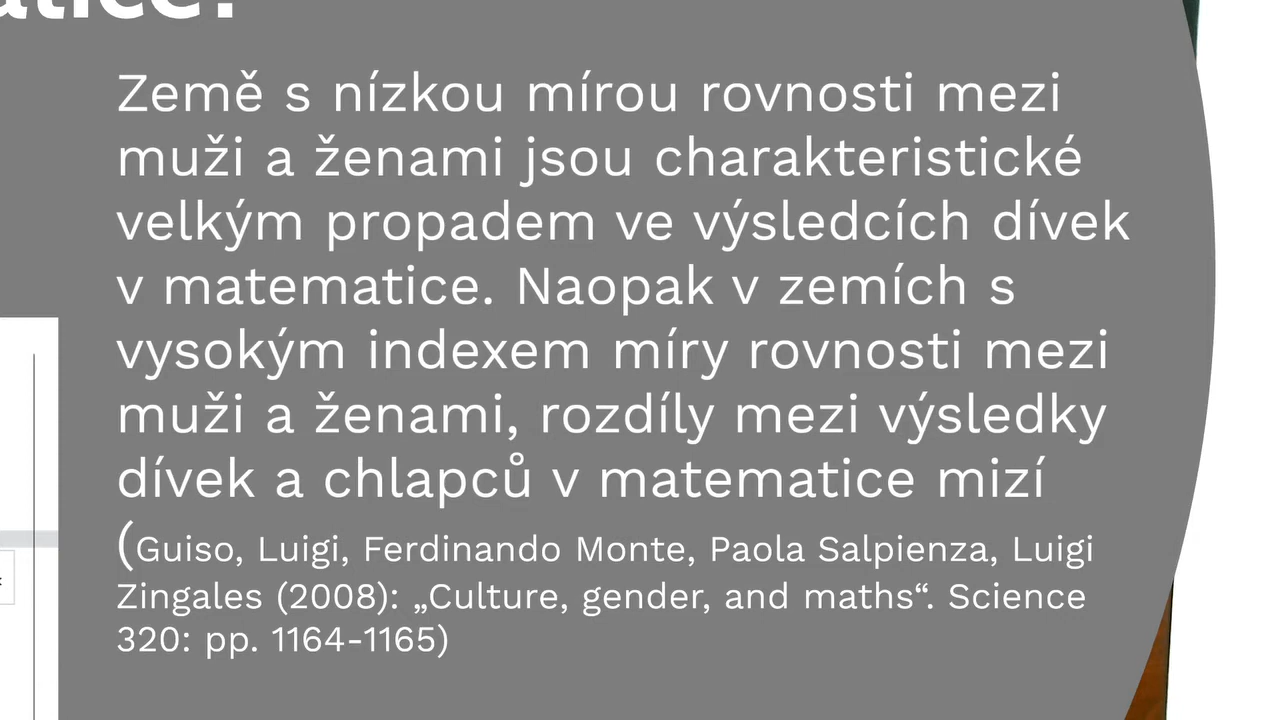 Země s nízkou mírou rovnosti mezi
muži a ženami jsou charakteristické
velkým propadem ve výsledcích dívek
v matematice. Naopak v zemích s
vysokým indexem míry rovnosti mezi
muži a ženami, rozdíly mezi výsledky
dívek a chlapců v matematice mizí
(Guiso, Luigi, Ferdinando Monte, Paola Salpienza, Luigi
Zingales (2008): „Culture, gender, and maths“. Science
320: pp. 1164-1165)